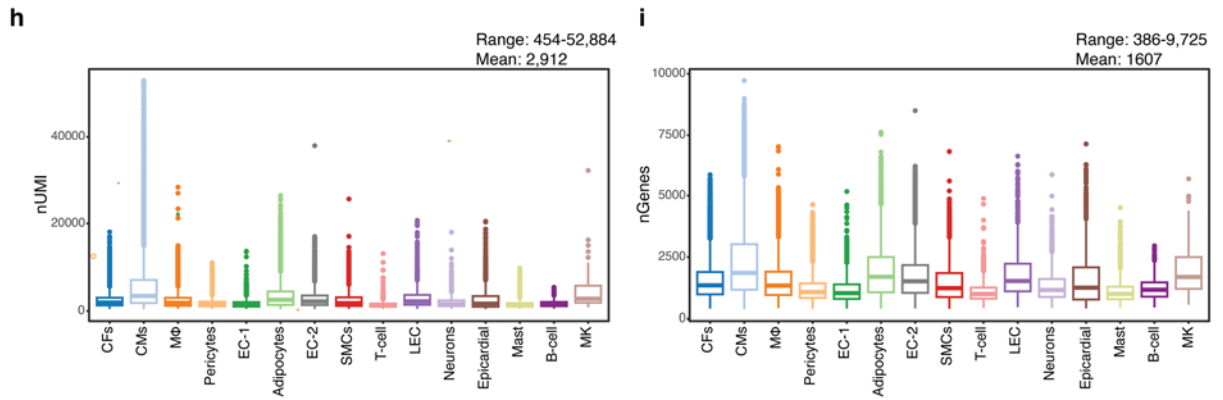 h
Range: 454-52,884
Mean: 2,912
nUMI
40000
20000
0
CFs
CMs
MΦ
Pericytes
EC-1
Adipocytes
EC-2
SMCs
T-cell
LEC
Neurons
Epicardial
Mast
B-cell
MK
i
Range: 386-9,725
Mean: 1607
nGenes
10000
7500
5000
2500
0
CFs
CMs
MΦ
Pericytes
EC-1
Adipocytes
EC-2
SMCs
T-cell
LEC
Neurons
Epicardial
Mast
B-cell
MK